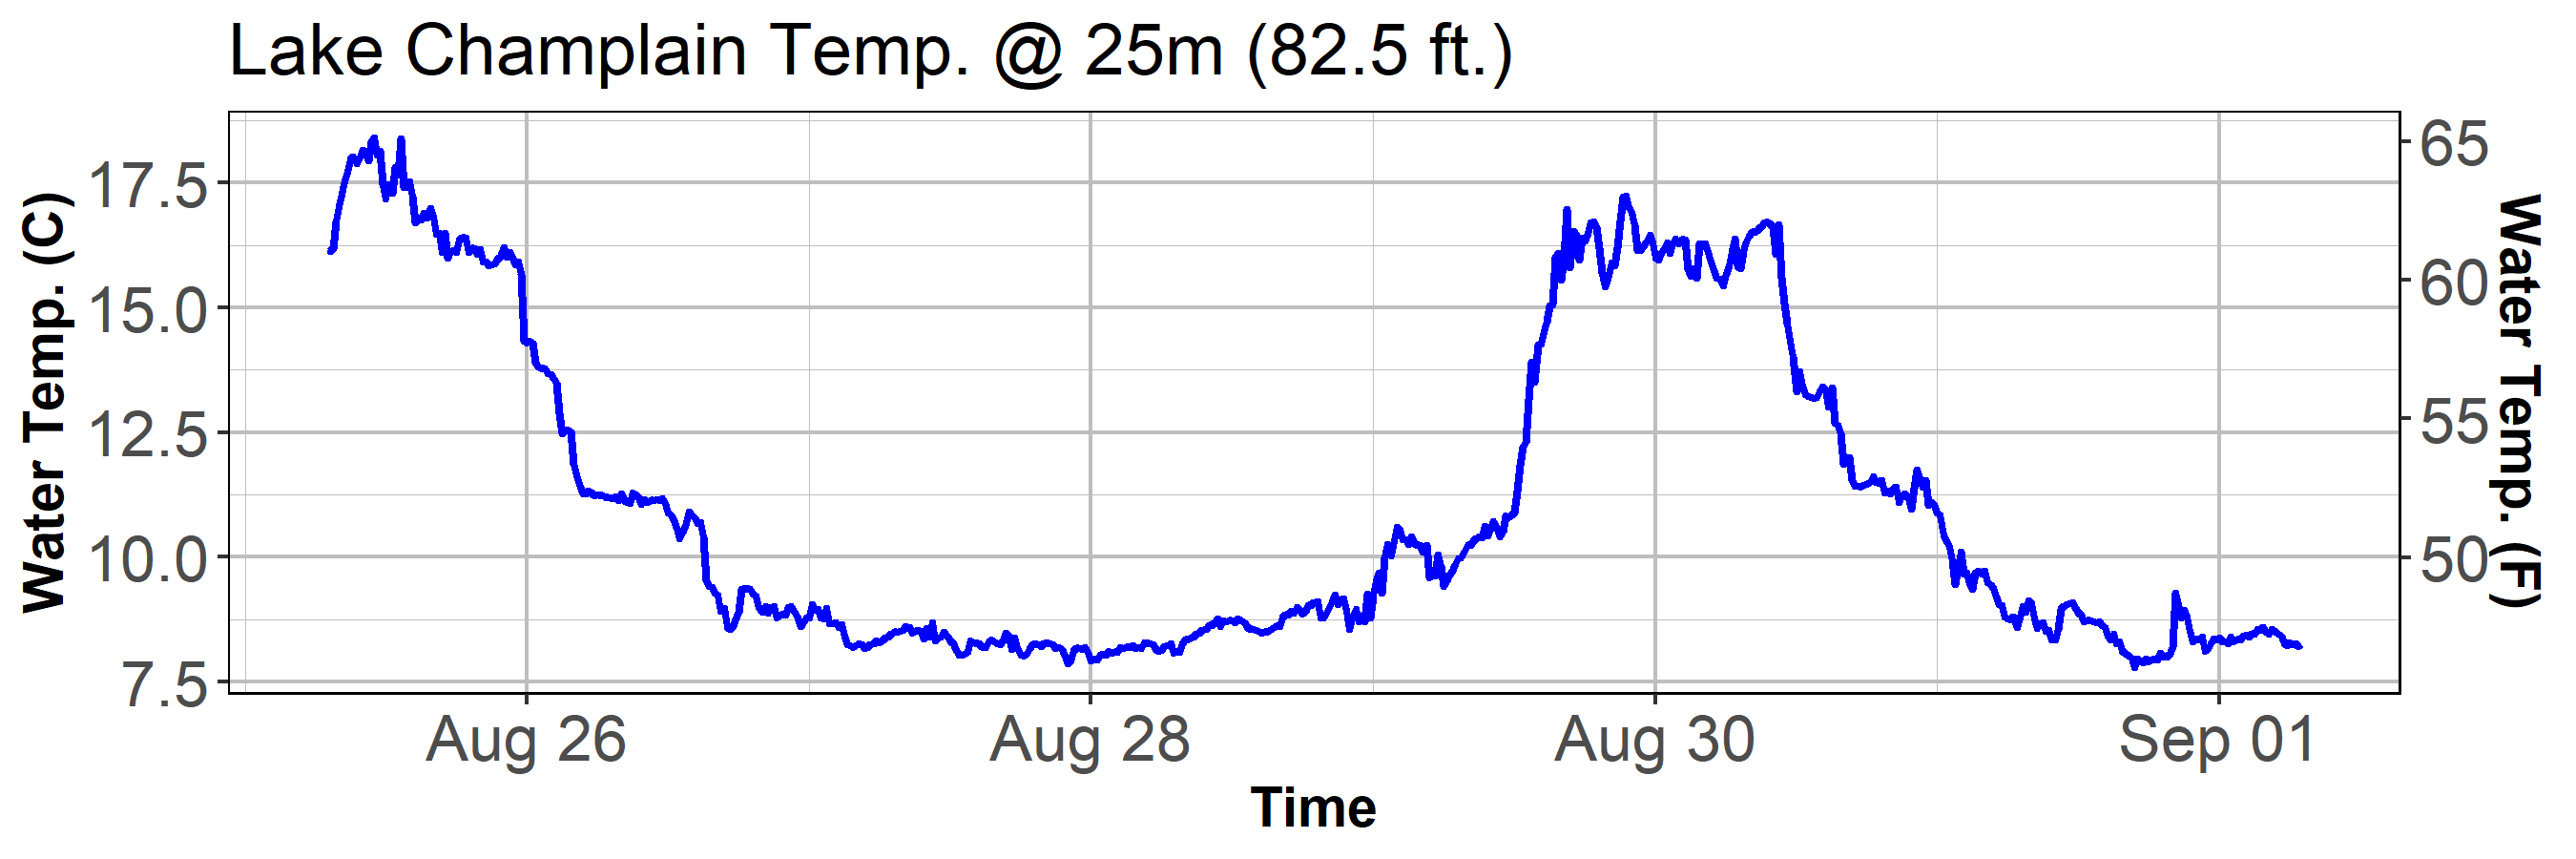 Lake Champlain Temp. @ 25m (82.5 ft.)
Water Temp. (C)
17.5
15.0
12.5
10.0
7.5
65
60
55
50
Water Temp. (F)
Aug 26
Aug 28
Aug 30
Sep 01
Time